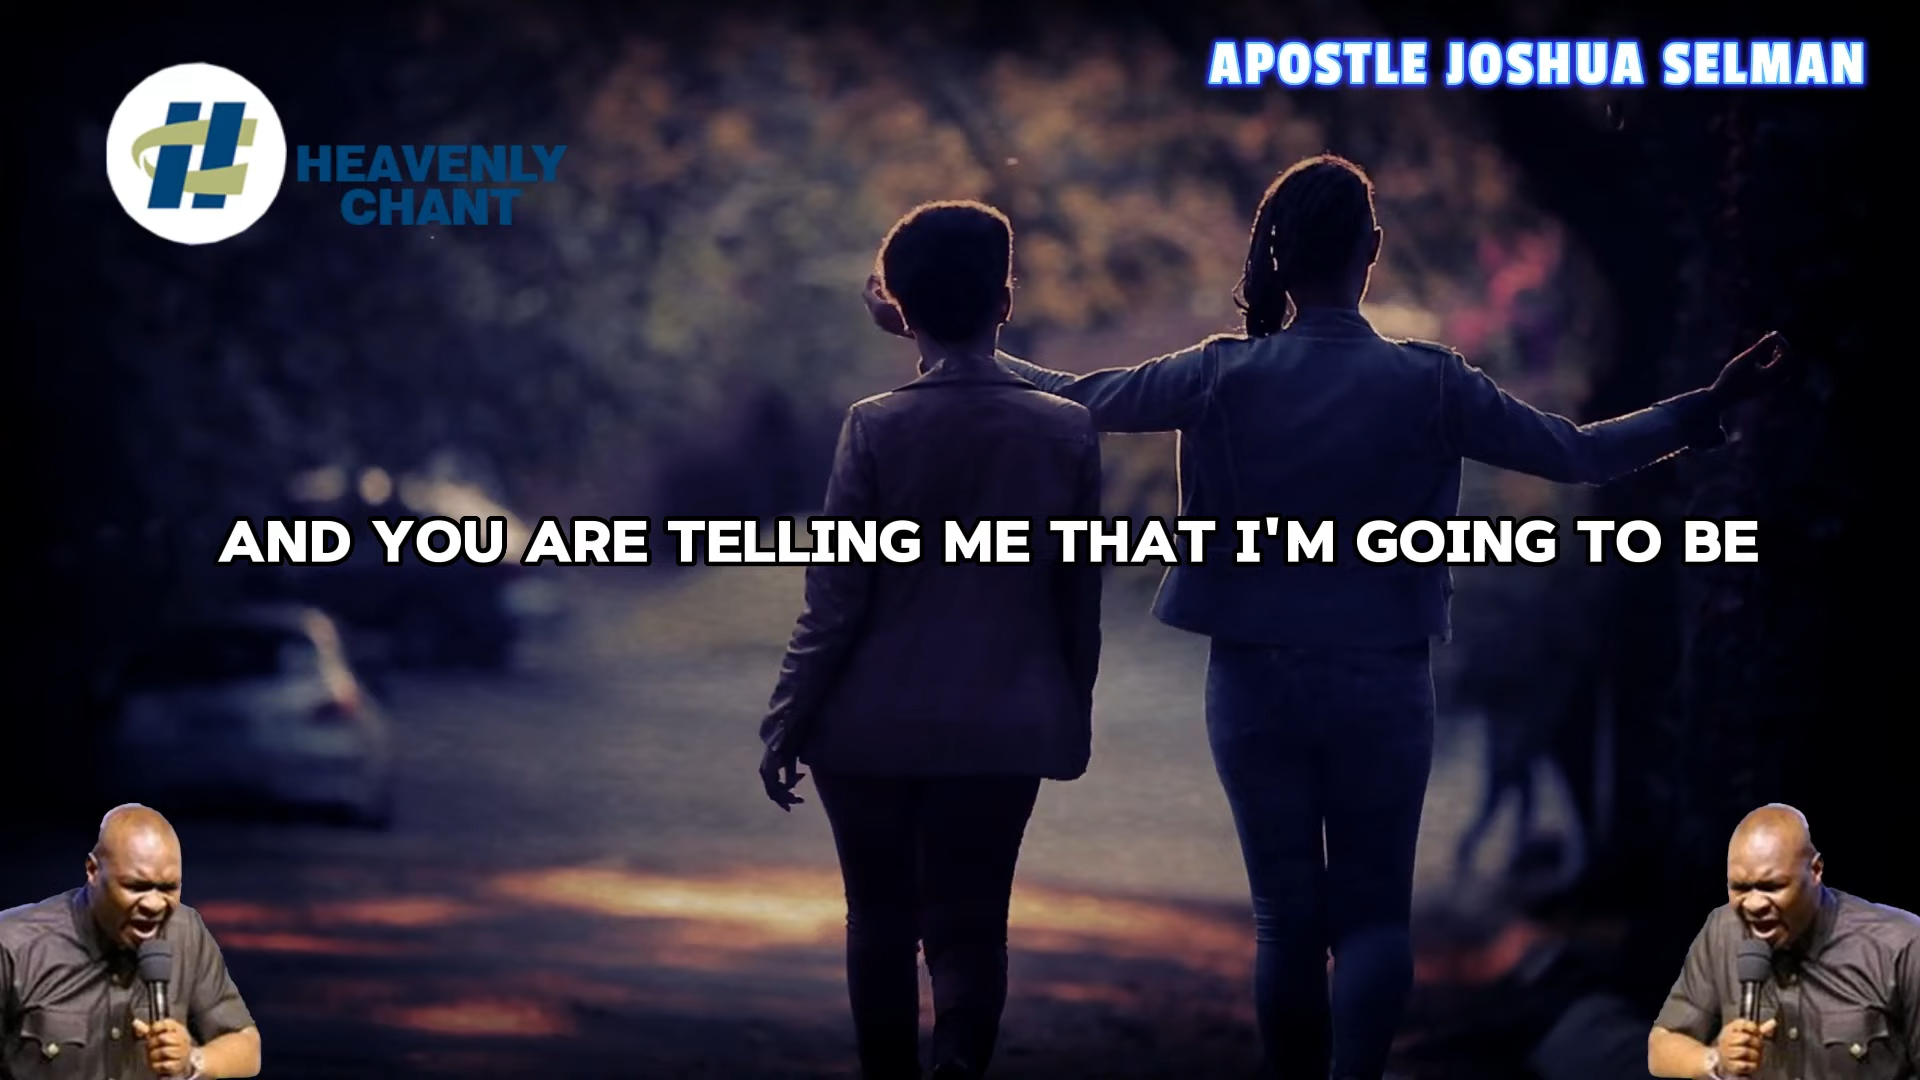 APOSTLE JOSHUA SELMAN
HEAVENLY
CHANT
AND YOU ARE TELLING ME THAT I'M GOING TO BE